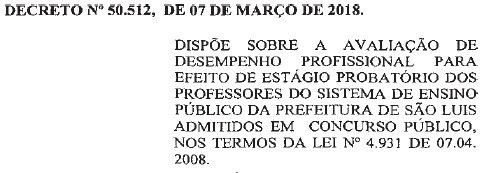 DECRETO Nº 50.512, DE 07 DE MARÇO DE 2018.
DISPÕE SOBRE A AVALIAÇÃO DE
DESEMPENHO PROFISSIONAL PARA
EFEITO DE ESTÁGIO PROBATÓRIO DOS
PROFESSORES DO SISTEMA DE ENSINO
PÚBLICO DA PREFEITURA DE SÃO LUIS
ADMITIDOS EM CONCURSO PÚBLICO,
NOS TERMOS DA LEI Nº 4.931 DE 07.04.
2008.